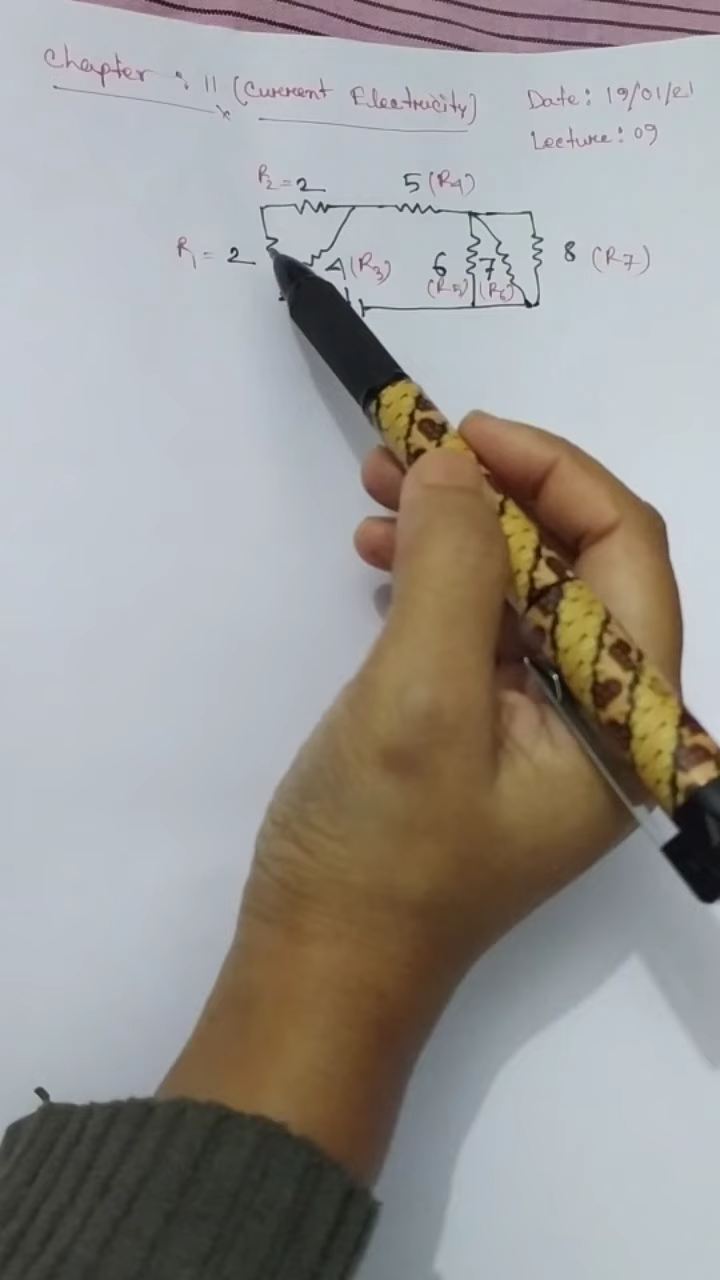 Chapter : 11 (Current Electricity)
Date: 19/01/21
Lecture: 09
R2 = 2
5 (R4)
R1 = 2
4 (R3)
6 (R5)
7 (R6)
8 (R7)